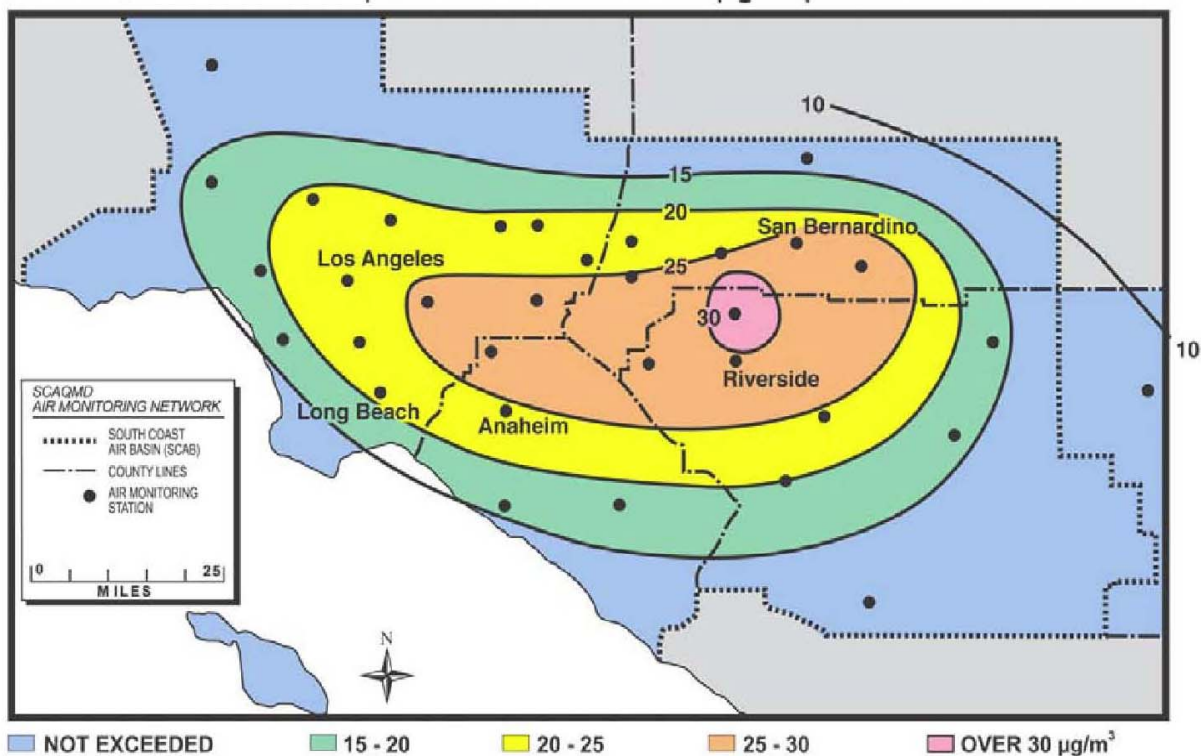 10
15
20
San Bernardino
Los Angeles
25
30
10
Riverside
SCAQMD
AIR MONITORING NETWORK
SOUTH COAST
AIR BASIN (SCAB)
COUNTY LINES
AIR MONITORING
STATION
0 25
MILES
Long Beach
Anaheim
N
NOT EXCEEDED 15 - 20 20 - 25 25 - 30 OVER 30 µg/m³